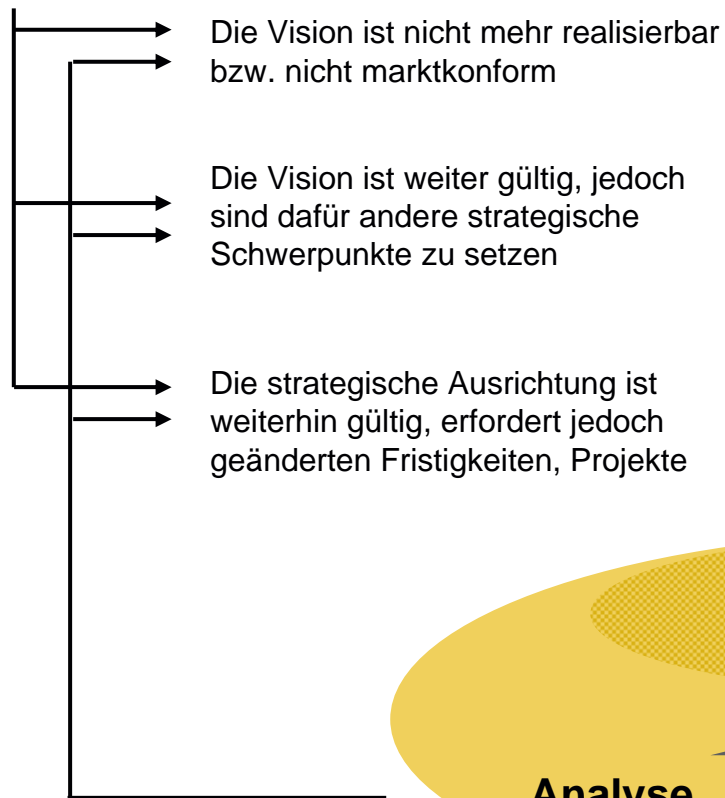 Die Vision ist nicht mehr realisierbar
bzw. nicht marktkonform
Die Vision ist weiter gültig, jedoch
sind dafür andere strategische
Schwerpunkte zu setzen
Die strategische Ausrichtung ist
weiterhin gültig, erfordert jedoch
geänderten Fristigkeiten, Projekte
Analyse